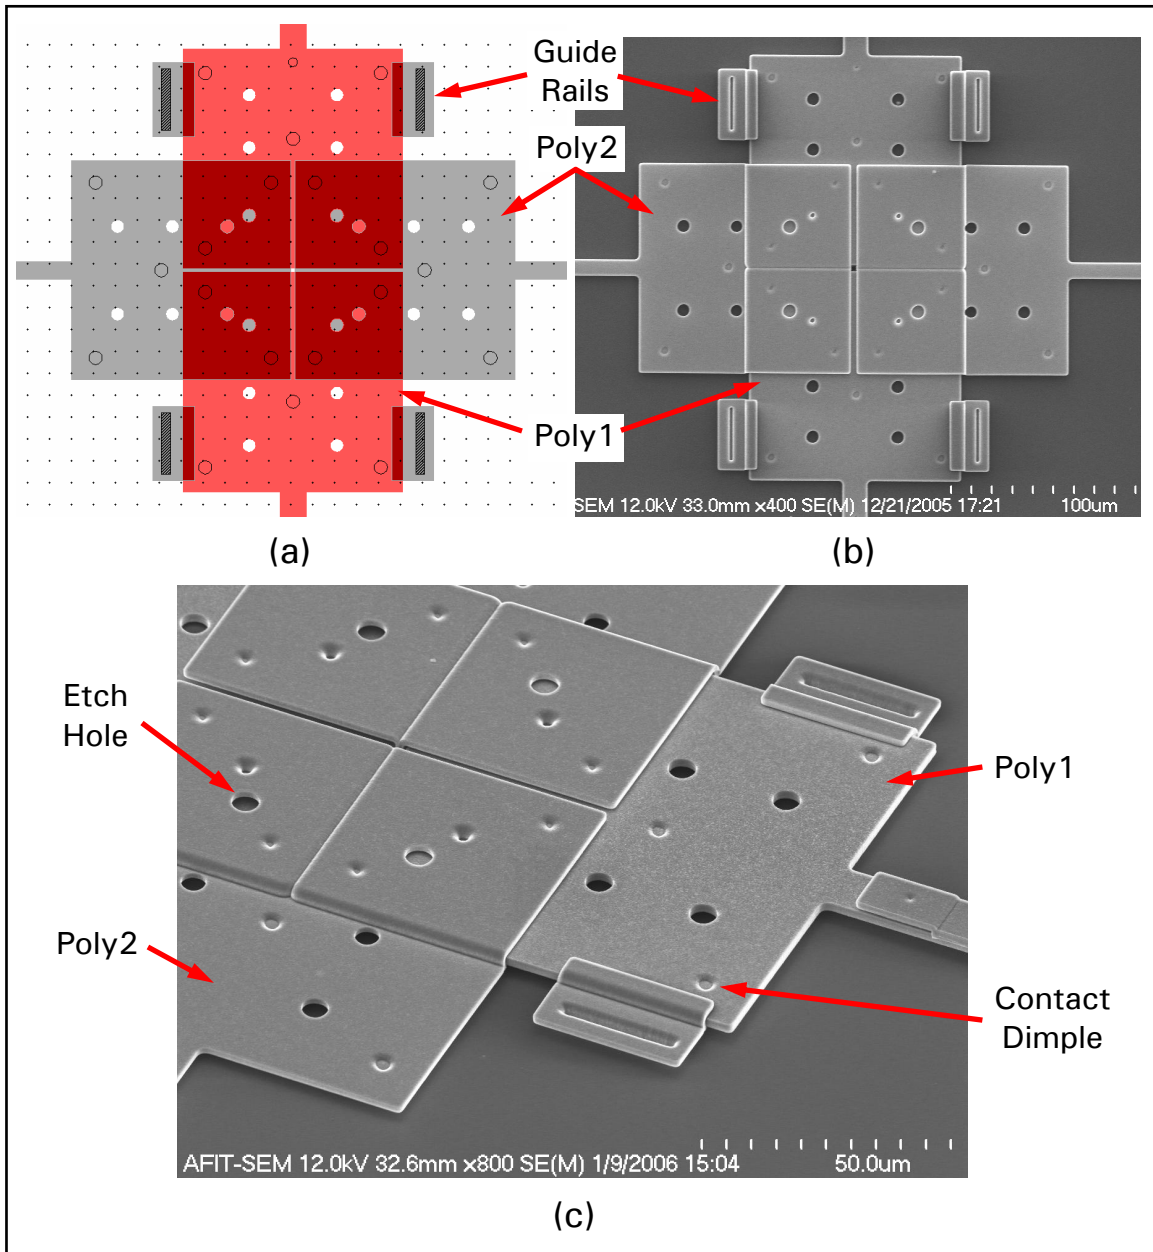 Guide
Rails
Poly2
Poly1
SEM 12.0kV 33.0mm x400 SE(M) 12/21/2005 17:21 100um
(a)
(b)
Etch
Hole
Poly1
Poly2
Contact
Dimple
AFIT-SEM 12.0kV 32.6mm x800 SE(M) 1/9/2006 15:04 50.0um
(c)